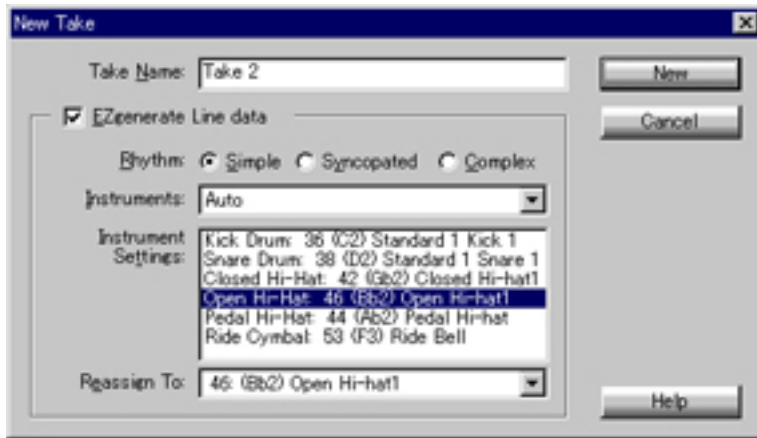 New Take
Take Name: Take 2
New
EZgenerate Line data
Cancel
Rhythm: Simple Syncopated Complex
Instruments: Auto
Instrument Settings:
Kick Drum: 36 (C2) Standard 1 Kick 1
Snare Drum: 38 (D2) Standard 1 Snare 1
Closed Hi-Hat: 42 (Gb2) Closed Hi-hat1
Open Hi-Hat: 46 (Bb2) Open Hi-hat1
Pedal Hi-Hat: 44 (Ab2) Pedal Hi-hat
Ride Cymbal: 53 (F3) Ride Bell
Reassign To: 46: (Bb2) Open Hi-hat1
Help